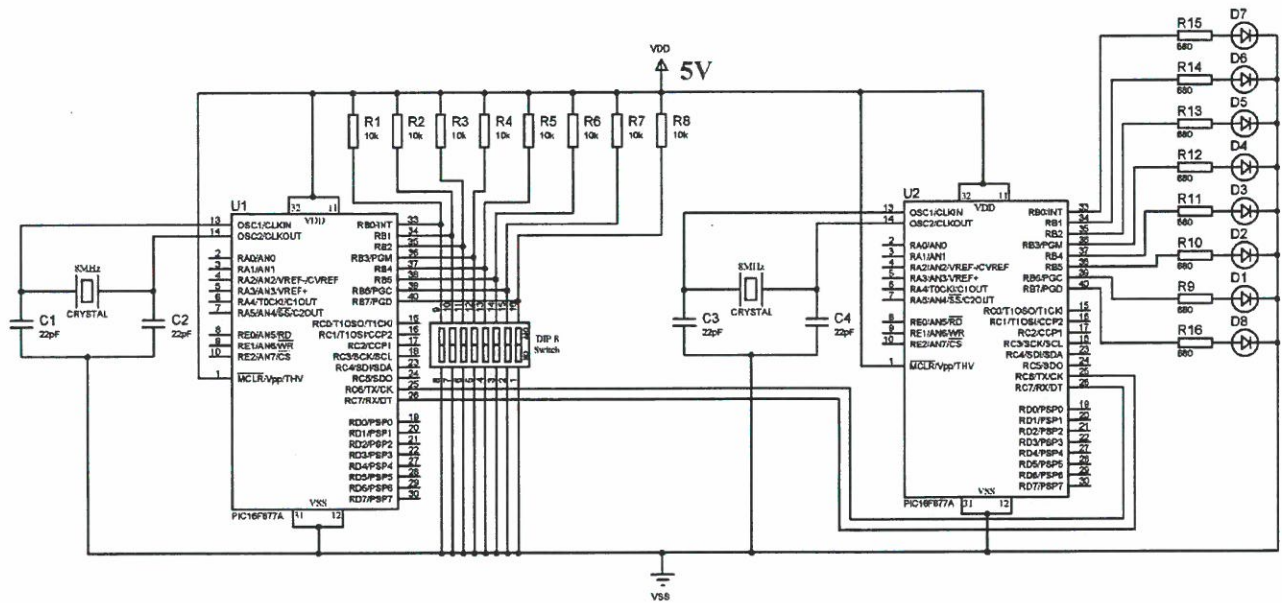 VDD
5V
R1
10k
R2
10k
R3
10k
R4
10k
R5
10k
R6
10k
R7
10k
R8
10k
R15
680
D7
R14
680
D6
R13
680
D5
R12
680
D4
R11
680
D3
R10
680
D2
R9
680
D1
R16
680
D8
U1
32
11
VDD
13 OSC1/CLKIN
14 OSC2/CLKOUT
2 RA0/AN0
3 RA1/AN1
4 RA2/AN2/VREF-/CVREF
5 RA3/AN3/VREF+
6 RA4/T0CKI/C1OUT
7 RA5/AN4/SS/C2OUT
8 RE0/AN5/RD
9 RE1/AN6/WR
10 RE2/AN7/CS
1 MCLR/Vpp/THV
RB0/INT 33
RB1 34
RB2 35
RB3/PGM 36
RB4 37
RB5 38
RB6/PGC 39
RB7/PGD 40
RC0/T1OSO/T1CKI 15
RC1/T1OSI/CCP2 16
RC2/CCP1 17
RC3/SCK/SCL 18
RC4/SDI/SDA 23
RC5/SDO 24
RC6/TX/CK 25
RC7/RX/DT 26
RD0/PSP0 19
RD1/PSP1 20
RD2/PSP2 21
RD3/PSP3 22
RD4/PSP4 27
RD5/PSP5 28
RD6/PSP6 29
RD7/PSP7 30
VSS
31
12
PIC16F877A
8MHz
CRYSTAL
C1
22pF
C2
22pF
9 10 11 12 13 14 15 16
DIP 8
Switch
8 7 6 5 4 3 2 1
U2
32
11
VDD
13 OSC1/CLKIN
14 OSC2/CLKOUT
2 RA0/AN0
3 RA1/AN1
4 RA2/AN2/VREF-/CVREF
5 RA3/AN3/VREF+
6 RA4/T0CKI/C1OUT
7 RA5/AN4/SS/C2OUT
8 RE0/AN5/RD
9 RE1/AN6/WR
10 RE2/AN7/CS
1 MCLR/Vpp/THV
RB0/INT 33
RB1 34
RB2 35
RB3/PGM 36
RB4 37
RB5 38
RB6/PGC 39
RB7/PGD 40
RC0/T1OSO/T1CKI 15
RC1/T1OSI/CCP2 16
RC2/CCP1 17
RC3/SCK/SCL 18
RC4/SDI/SDA 23
RC5/SDO 24
RC6/TX/CK 25
RC7/RX/DT 26
RD0/PSP0 19
RD1/PSP1 20
RD2/PSP2 21
RD3/PSP3 22
RD4/PSP4 27
RD5/PSP5 28
RD6/PSP6 29
RD7/PSP7 30
VSS
31
12
PIC16F877A
8MHz
CRYSTAL
C3
22pF
C4
22pF
VSS